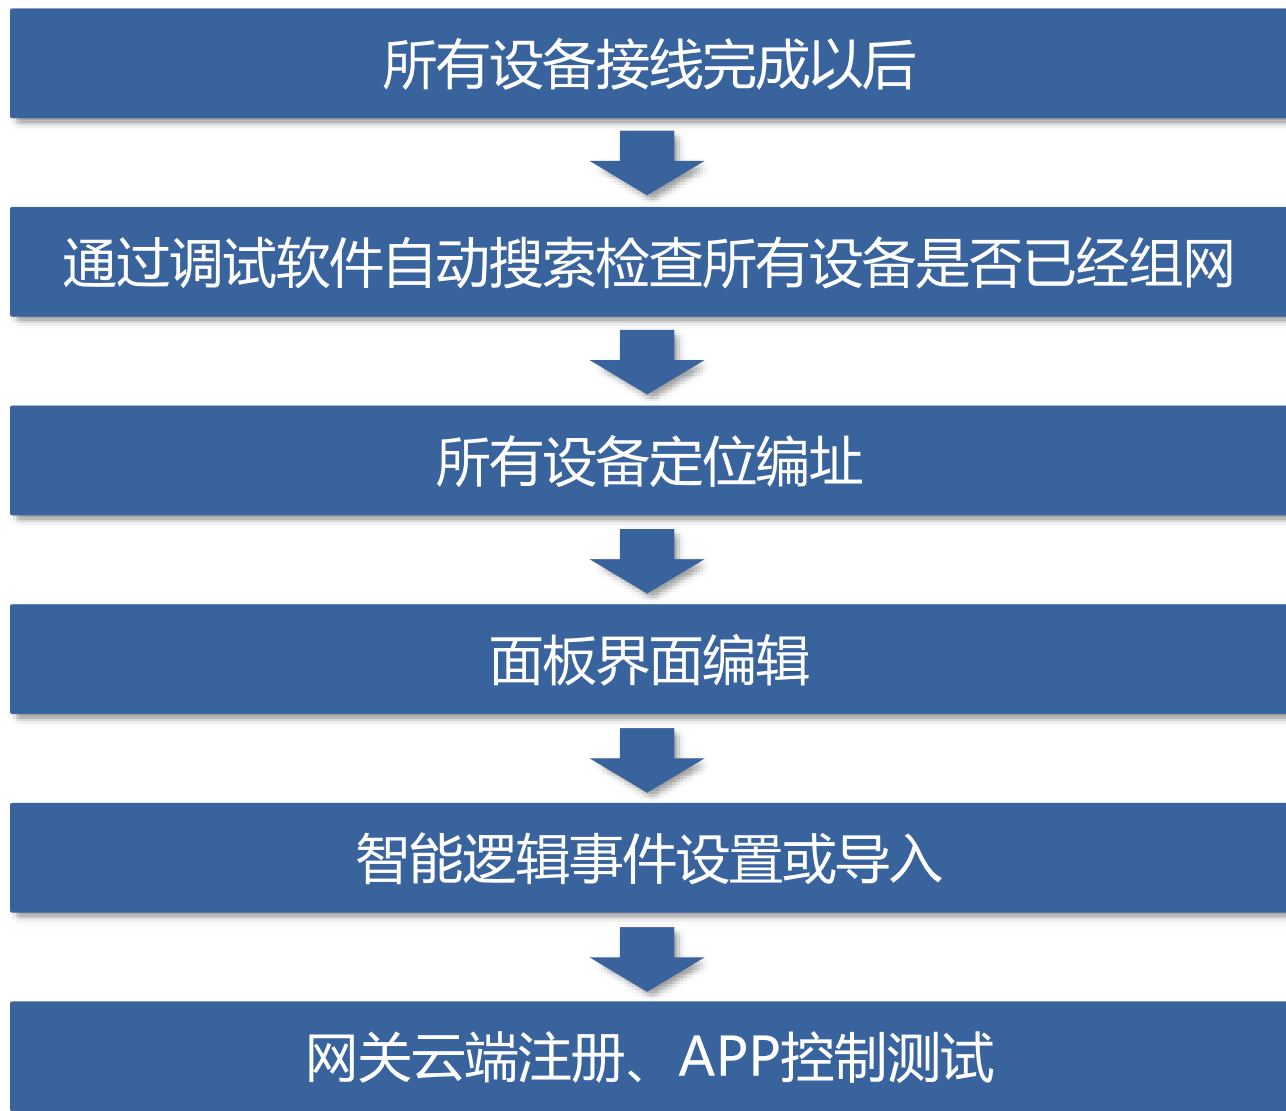 所有设备接线完成以后
通过调试软件自动搜索检查所有设备是否已经组网
所有设备定位编址
面板界面编辑
智能逻辑事件设置或导入
网关云端注册、APP控制测试